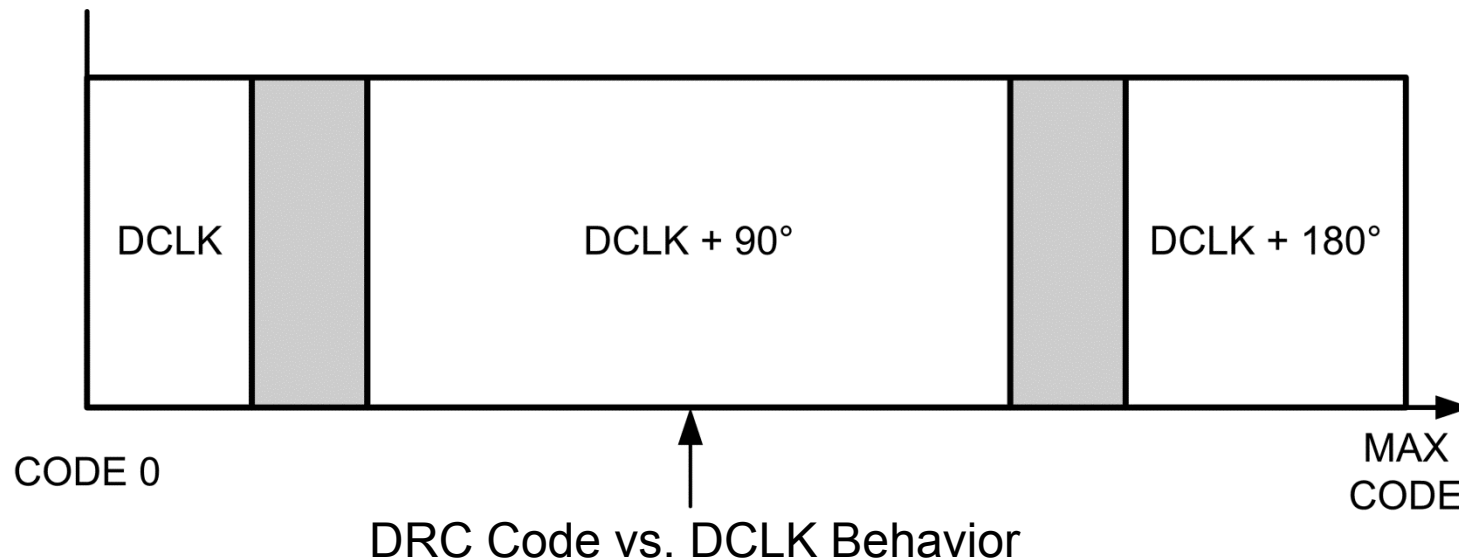 DCLK
DCLK + 90°
DCLK + 180°
CODE 0
MAX
CODE
DRC Code vs. DCLK Behavior